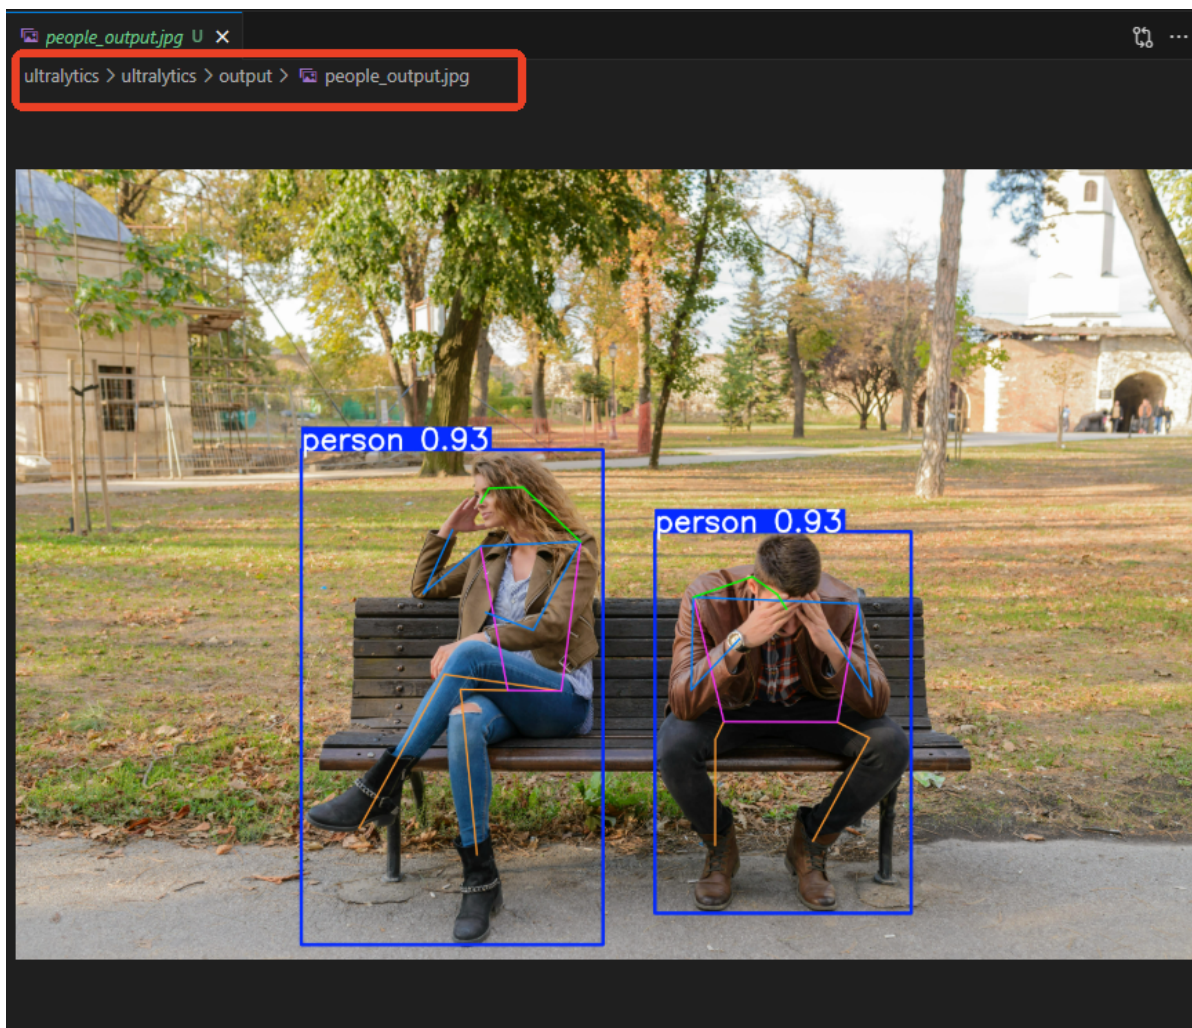 people_output.jpg U
ultralytics > ultralytics > output > people_output.jpg
person 0.93
person 0.93